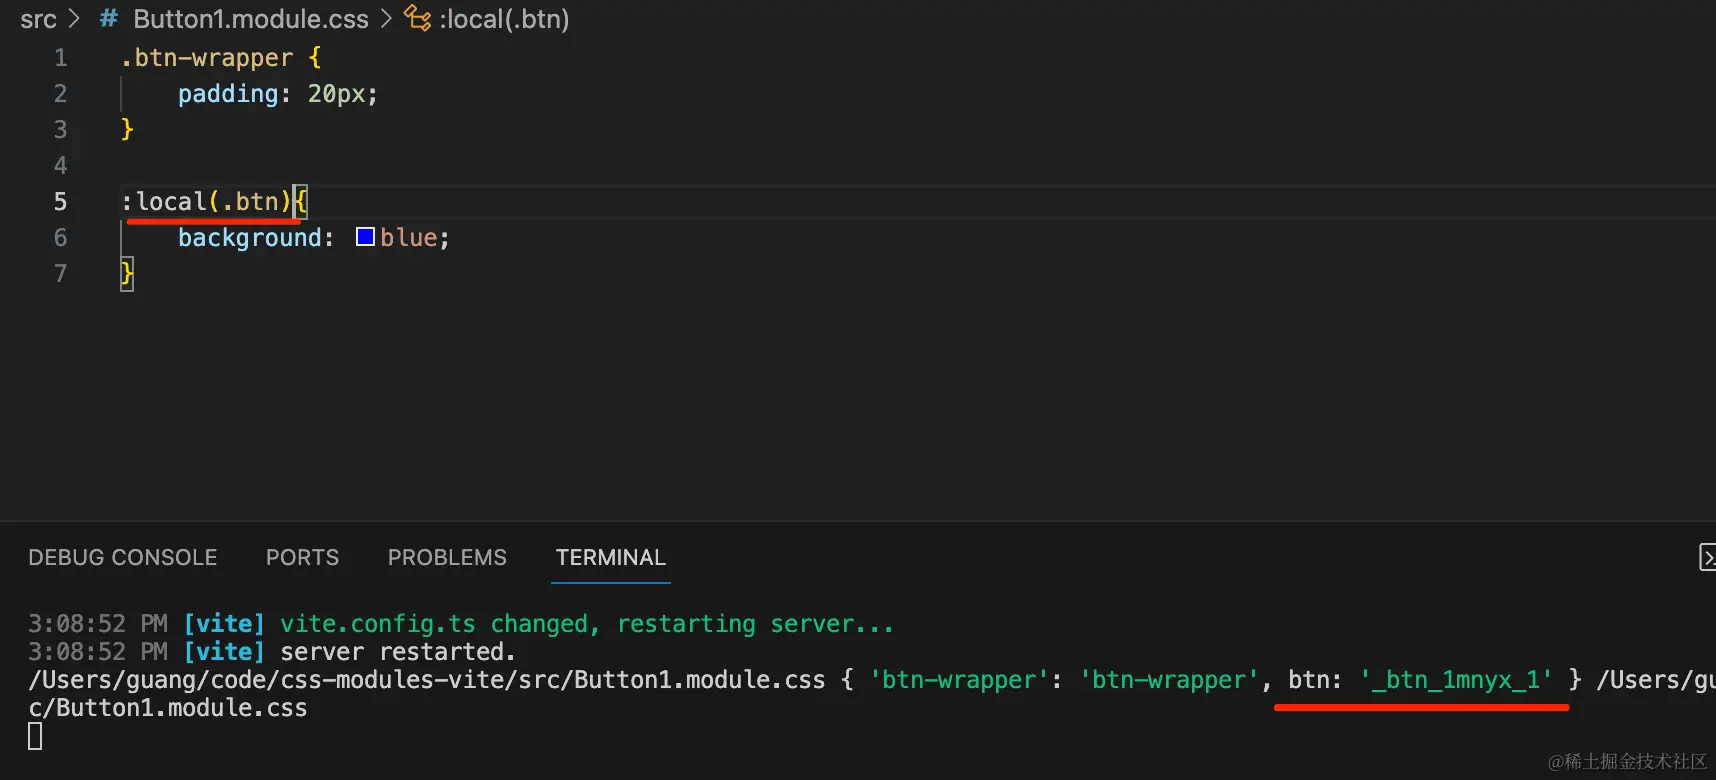 src > # Button1.module.css > :local(.btn)
1 .btn-wrapper {
2 padding: 20px;
3 }
4
5 :local(.btn){
6 background: blue;
7 }
DEBUG CONSOLE PORTS PROBLEMS TERMINAL
3:08:52 PM [vite] vite.config.ts changed, restarting server...
3:08:52 PM [vite] server restarted.
/Users/guang/code/css-modules-vite/src/Button1.module.css { 'btn-wrapper': 'btn-wrapper', btn: '_btn_1mnyx_1' } /Users/gu
c/Button1.module.css
@稀土掘金技术社区